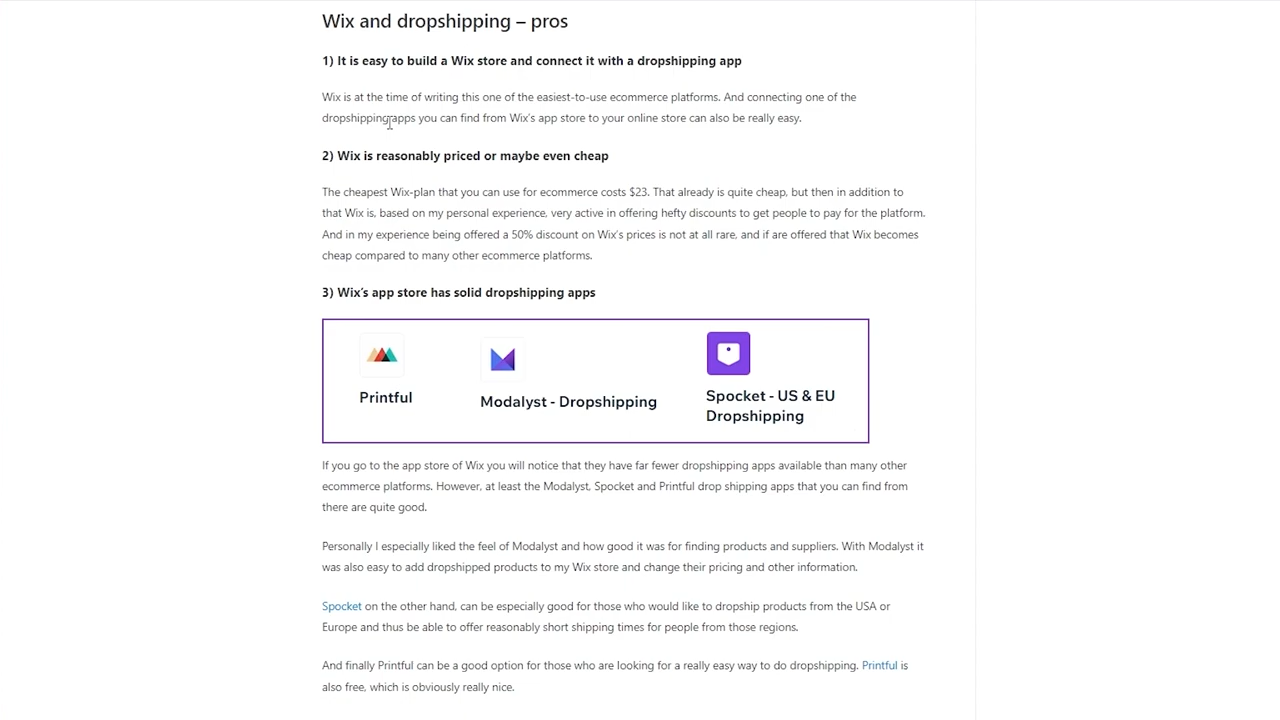 Wix and dropshipping – pros
1) It is easy to build a Wix store and connect it with a dropshipping app
Wix is at the time of writing this one of the easiest-to-use ecommerce platforms. And connecting one of the
dropshipping apps you can find from Wix's app store to your online store can also be really easy.
2) Wix is reasonably priced or maybe even cheap
The cheapest Wix-plan that you can use for ecommerce costs $23. That already is quite cheap, but then in addition to
that Wix is, based on my personal experience, very active in offering hefty discounts to get people to pay for the platform.
And in my experience being offered a 50% discount on Wix's prices is not at all rare, and if are offered that Wix becomes
cheap compared to many other ecommerce platforms.
3) Wix's app store has solid dropshipping apps
Printful
Modalyst - Dropshipping
Spocket - US & EU
Dropshipping
If you go to the app store of Wix you will notice that they have far fewer dropshipping apps available than many other
ecommerce platforms. However, at least the Modalyst, Spocket and Printful drop shipping apps that you can find from
there are quite good.
Personally I especially liked the feel of Modalyst and how good it was for finding products and suppliers. With Modalyst it
was also easy to add dropshipped products to my Wix store and change their pricing and other information.
Spocket on the other hand, can be especially good for those who would like to dropship products from the USA or
Europe and thus be able to offer reasonably short shipping times for people from those regions.
And finally Printful can be a good option for those who are looking for a really easy way to do dropshipping. Printful is
also free, which is obviously really nice.